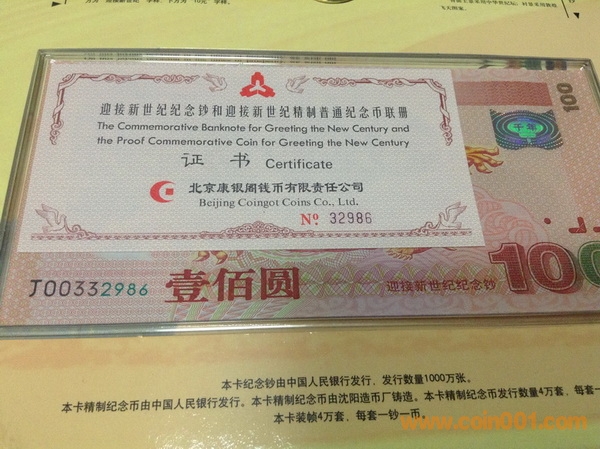 迎接新世纪纪念钞和迎接新世纪精制普通纪念币联册
The Commemorative Banknote for Greeting the New Century and
the Proof Commemorative Coin for Greeting the New Century
证 书 Certificate
北京康银阁钱币有限责任公司
Beijing Coingot Coins Co., Ltd.
№ 32986
100
J00332986
壹佰圆
迎接新世纪纪念钞
100
本卡纪念钞由中国人民银行发行，发行数量1000万张。
本卡精制纪念币由中国人民银行发行。本卡精制纪念币由沈阳造币厂铸造。本卡精制纪念币发行数量4万套，每套一
本卡装帧4万套，每套一钞一币。
www.coin001.com